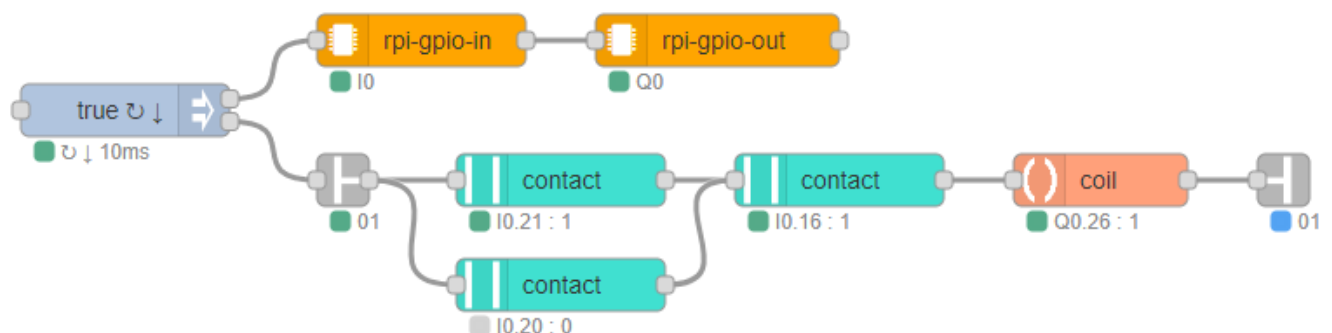 rpi-gpio-in
rpi-gpio-out
I0
Q0
true ↻ ↓
↻ ↓ 10ms
contact
contact
coil
01
I0.21 : 1
I0.16 : 1
Q0.26 : 1
01
contact
I0.20 : 0